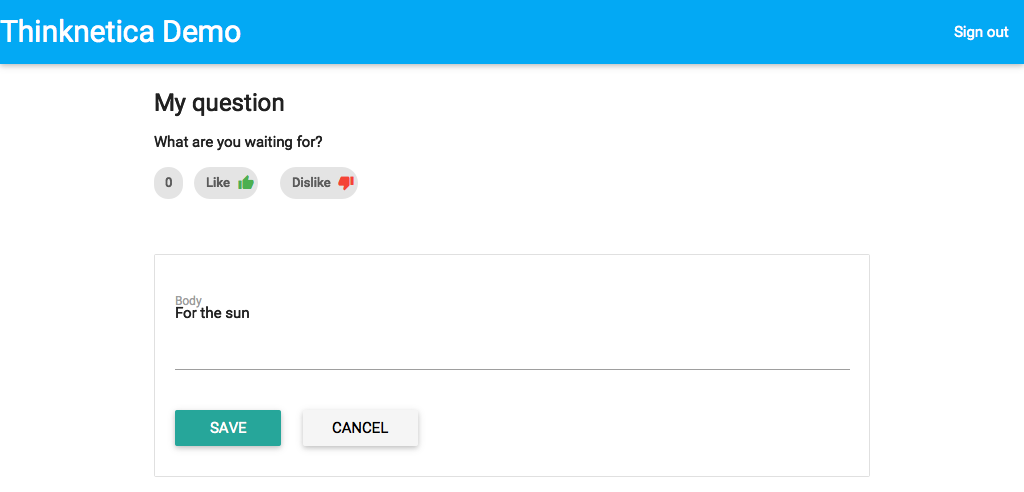 Thinknetica Demo
Sign out
My question
What are you waiting for?
0 Like Dislike
Body
For the sun
SAVE CANCEL